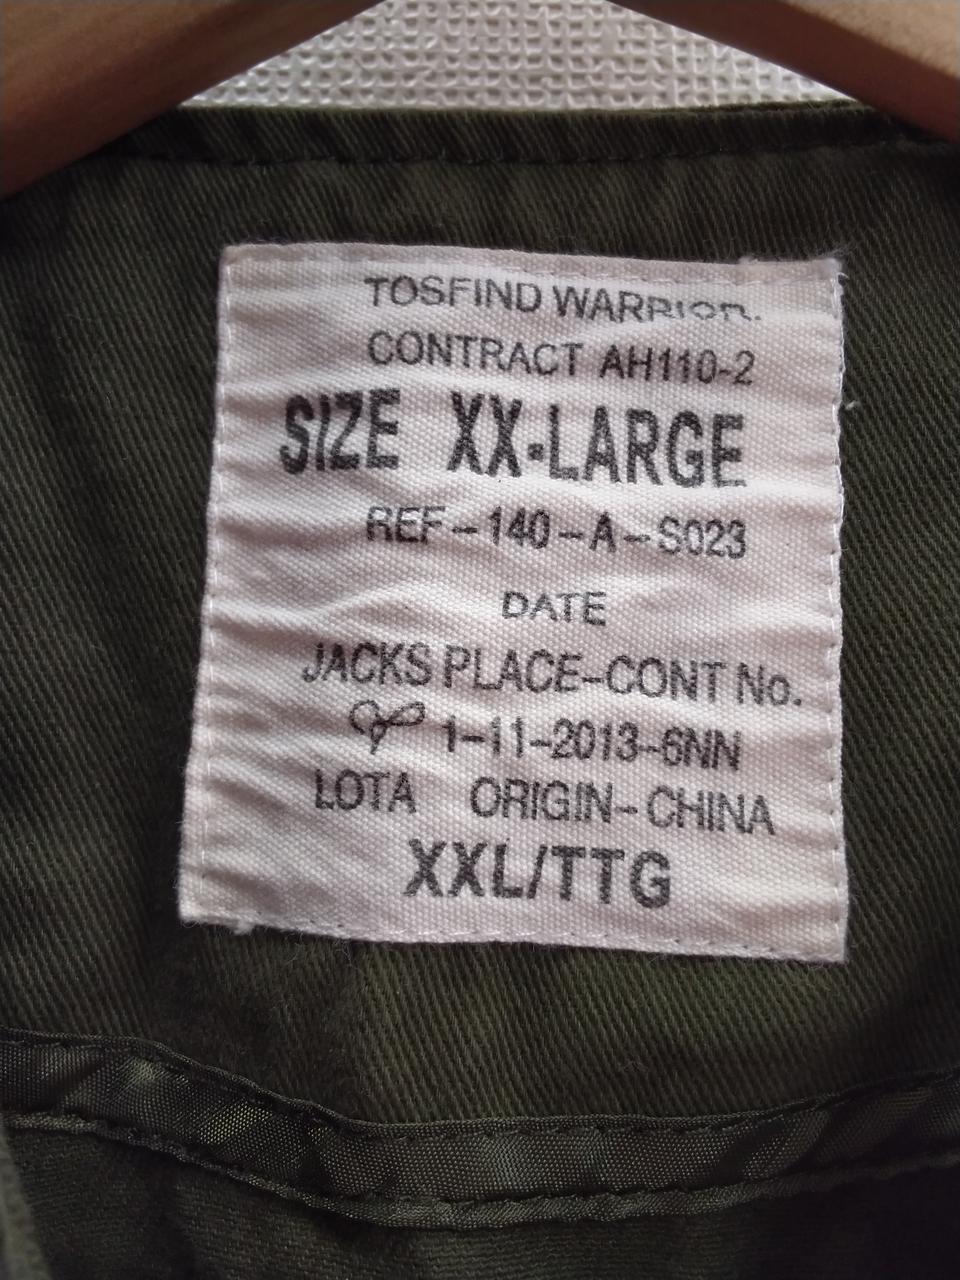 TOSFIND WARRIOR.
CONTRACT AH110-2
SIZE XX-LARGE
REF-140-A-S023
DATE
JACKS PLACE-CONT No.
1-11-2013-6NN
LOTA ORIGIN-CHINA
XXL/TTG